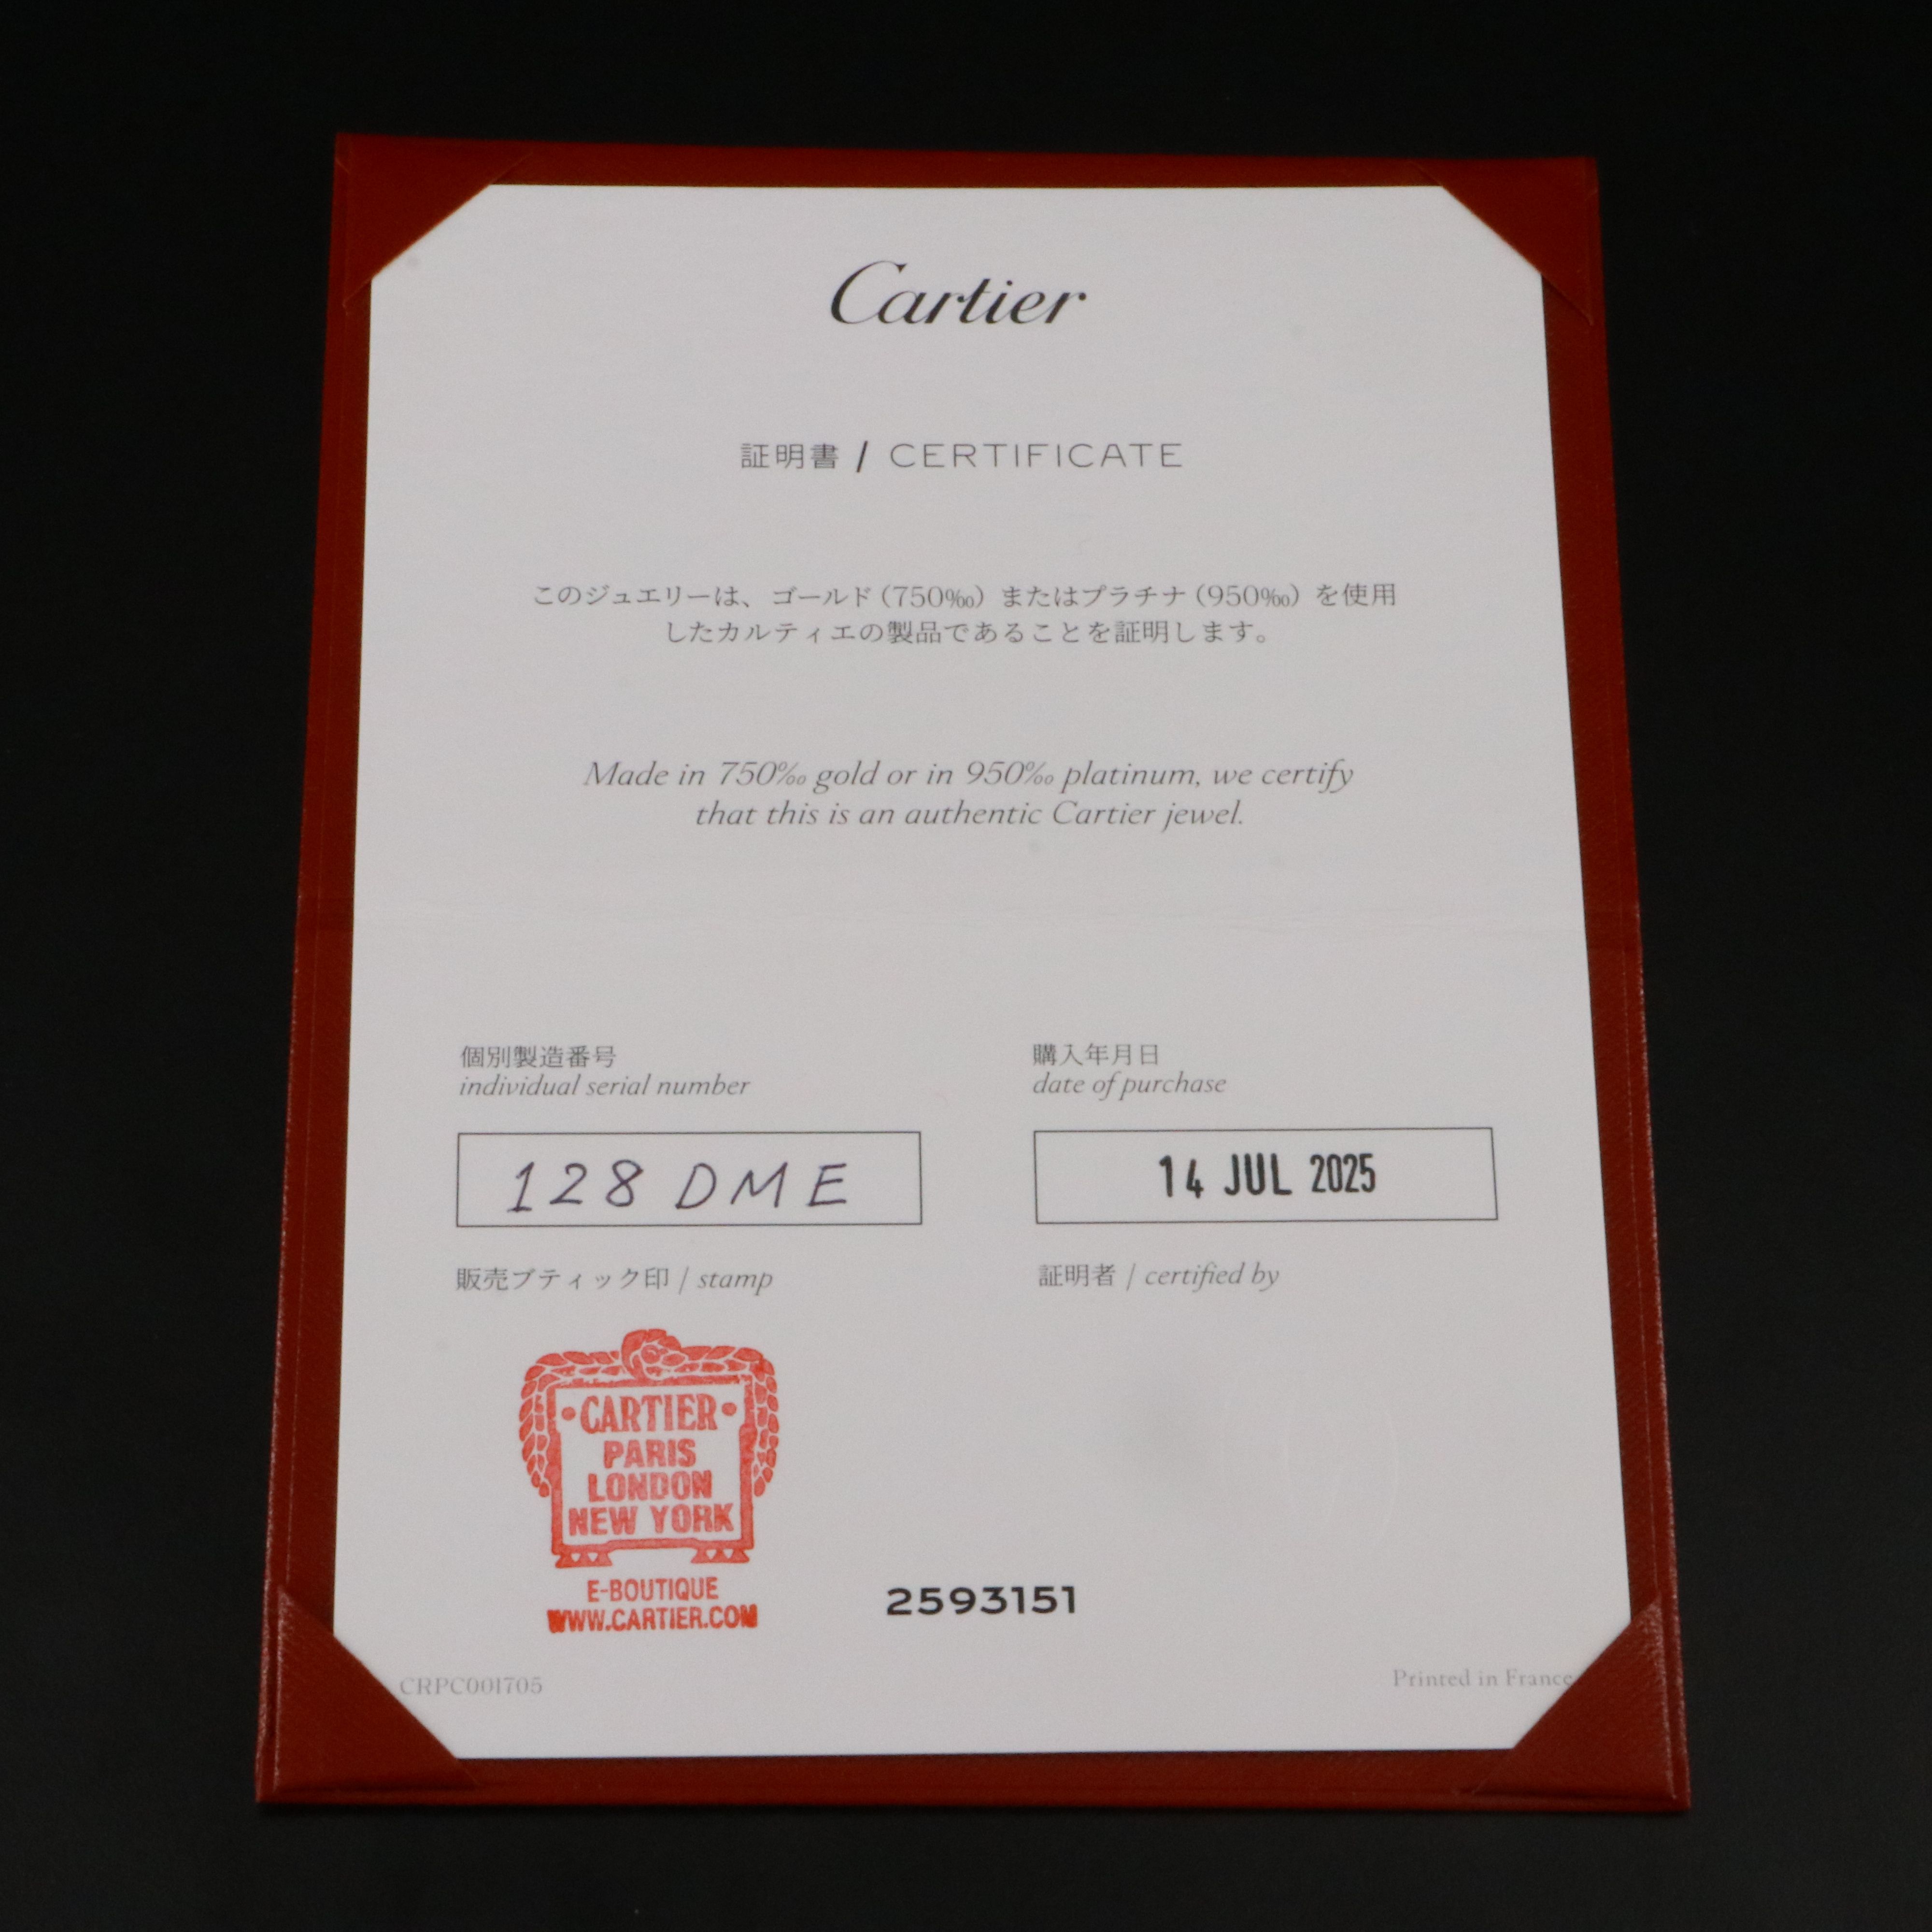 Cartier
証明書 / CERTIFICATE
このジュエリーは、ゴールド（750‰）またはプラチナ（950‰）を使用
したカルティエの製品であることを証明します。
Made in 750‰ gold or in 950‰ platinum, we certify
that this is an authentic Cartier jewel.
個別製造番号
individual serial number
128 DME
購入年月日
date of purchase
14 JUL 2025
販売ブティック印 / stamp
証明者 / certified by
•CARTIER•
PARIS
LONDON
NEW YORK
E-BOUTIQUE
WWW.CARTIER.COM
2593151
CRPC001705
Printed in France